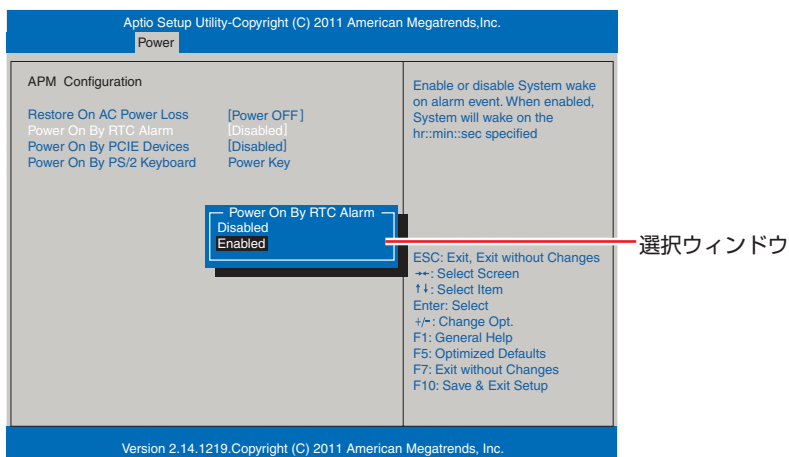 Aptio Setup Utility-Copyright (C) 2011 American Megatrends,Inc.
Power
APM Configuration
Restore On AC Power Loss [Power OFF]
Power On By RTC Alarm [Disabled]
Power On By PCIE Devices [Disabled]
Power On By PS/2 Keyboard Power Key
Enable or disable System wake
on alarm event. When enabled,
System will wake on the
hr::min::sec specified
Power On By RTC Alarm
Disabled
Enabled
選択ウィンドウ
ESC: Exit, Exit without Changes
→←: Select Screen
↑↓: Select Item
Enter: Select
+/-: Change Opt.
F1: General Help
F5: Optimized Defaults
F7: Exit without Changes
F10: Save & Exit Setup
Version 2.14.1219.Copyright (C) 2011 American Megatrends, Inc.